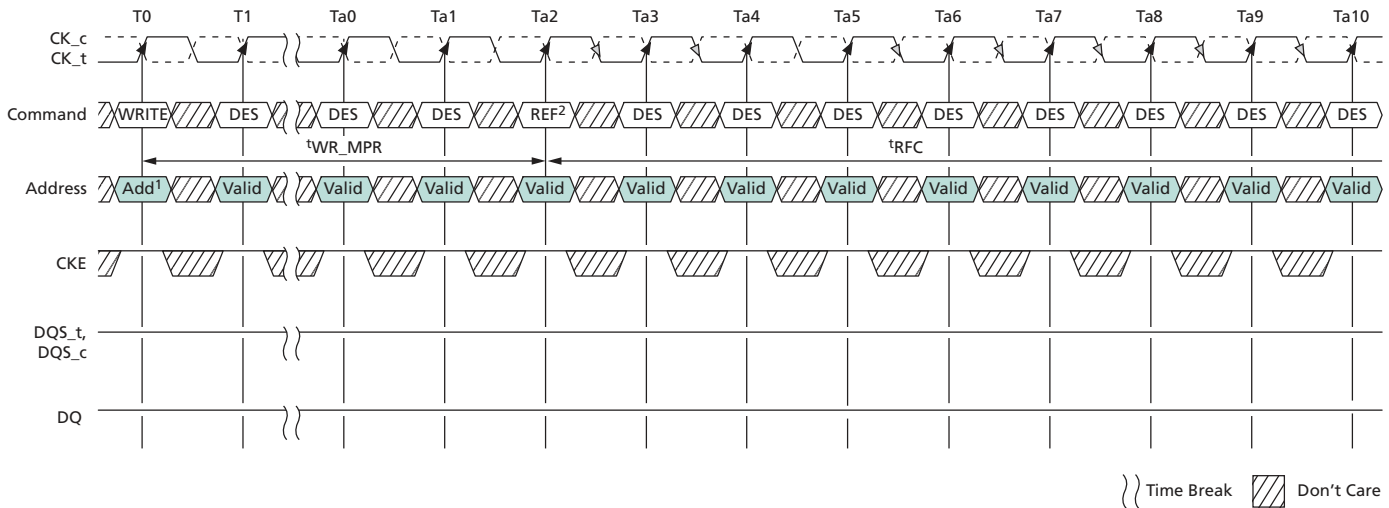 T0 T1 Ta0 Ta1 Ta2 Ta3 Ta4 Ta5 Ta6 Ta7 Ta8 Ta9 Ta10
CK_c
CK_t
Command WRITE DES DES DES REF² DES DES DES DES DES DES DES DES
ᵗWR_MPR ᵗRFC
Address Add¹ Valid Valid Valid Valid Valid Valid Valid Valid Valid Valid Valid Valid
CKE
DQS_t,
DQS_c
DQ
Time Break Don't Care